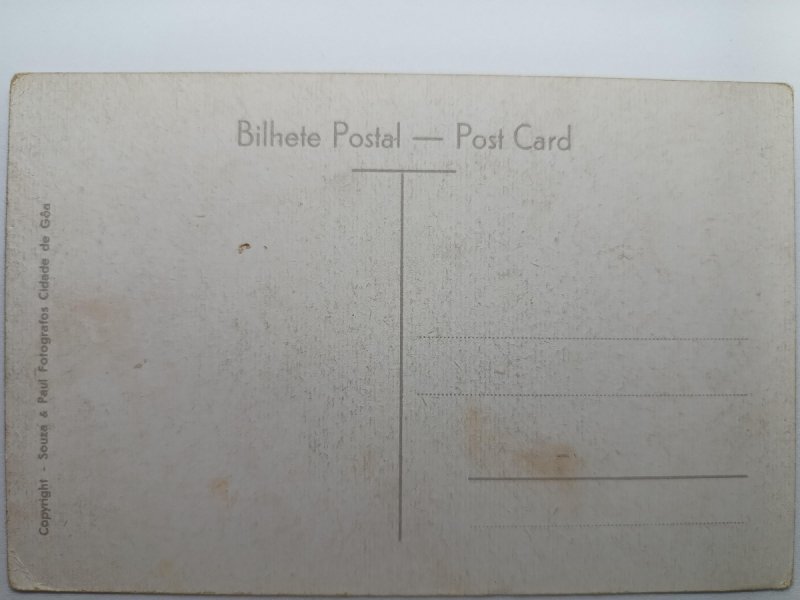 Bilhete Postal — Post Card
Copyright - Souza & Paul Fotografos Cidade de Gôa